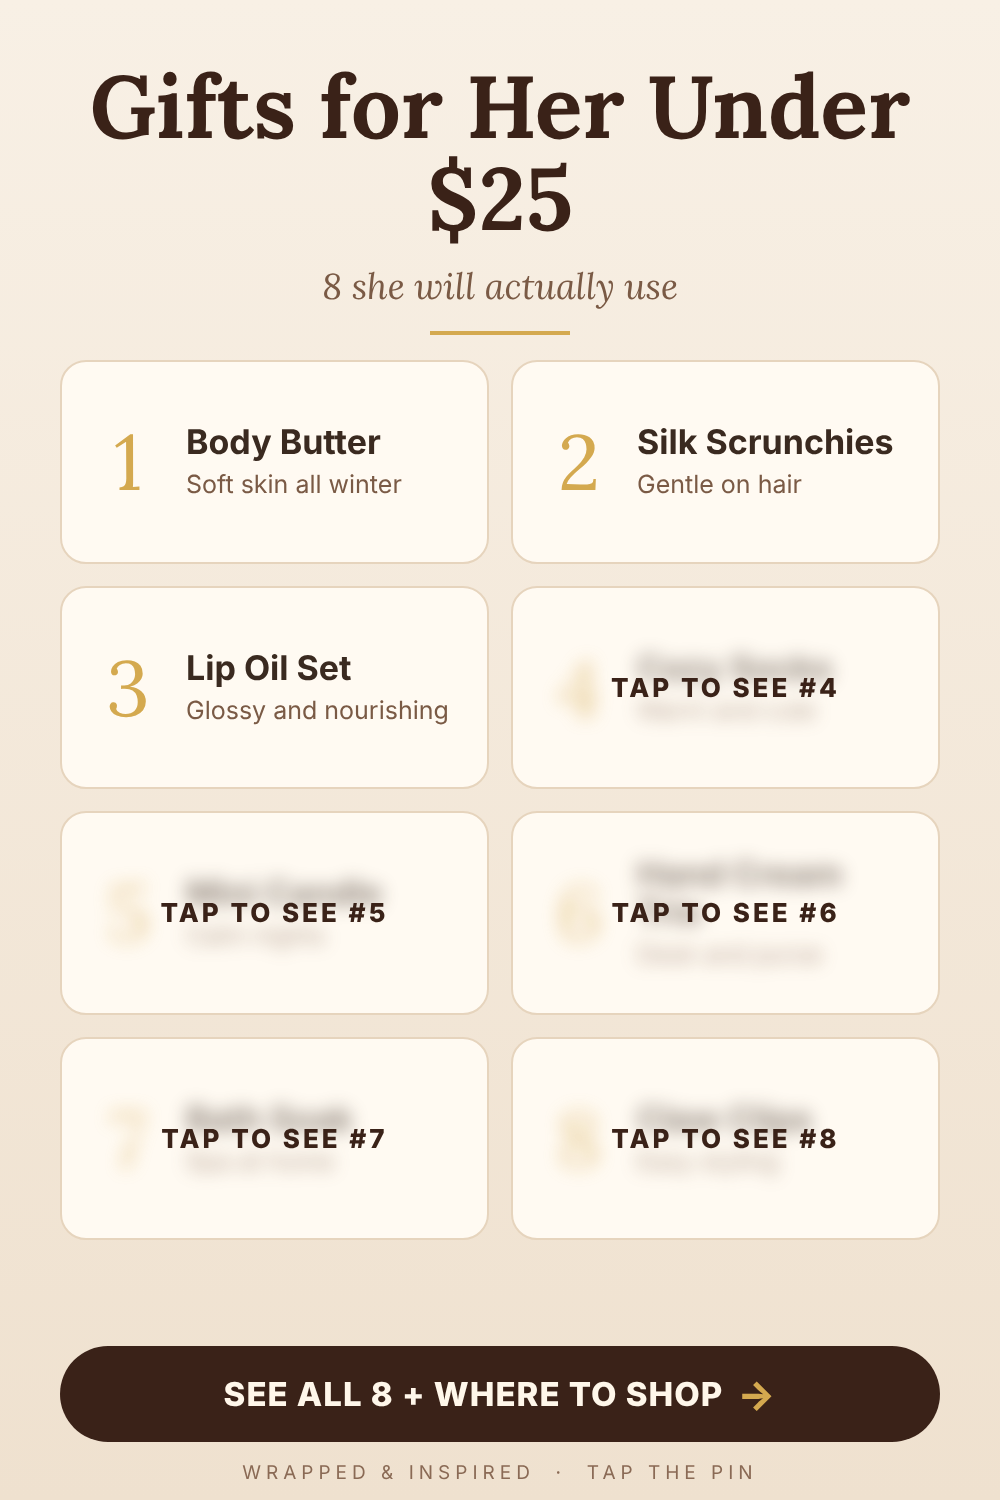 Gifts for Her Under
$25
8 she will actually use
1
Body Butter
Soft skin all winter
2
Silk Scrunchies
Gentle on hair
3
Lip Oil Set
Glossy and nourishing
TAP TO SEE #4
TAP TO SEE #5
TAP TO SEE #6
TAP TO SEE #7
TAP TO SEE #8
SEE ALL 8 + WHERE TO SHOP →
WRAPPED & INSPIRED · TAP THE PIN